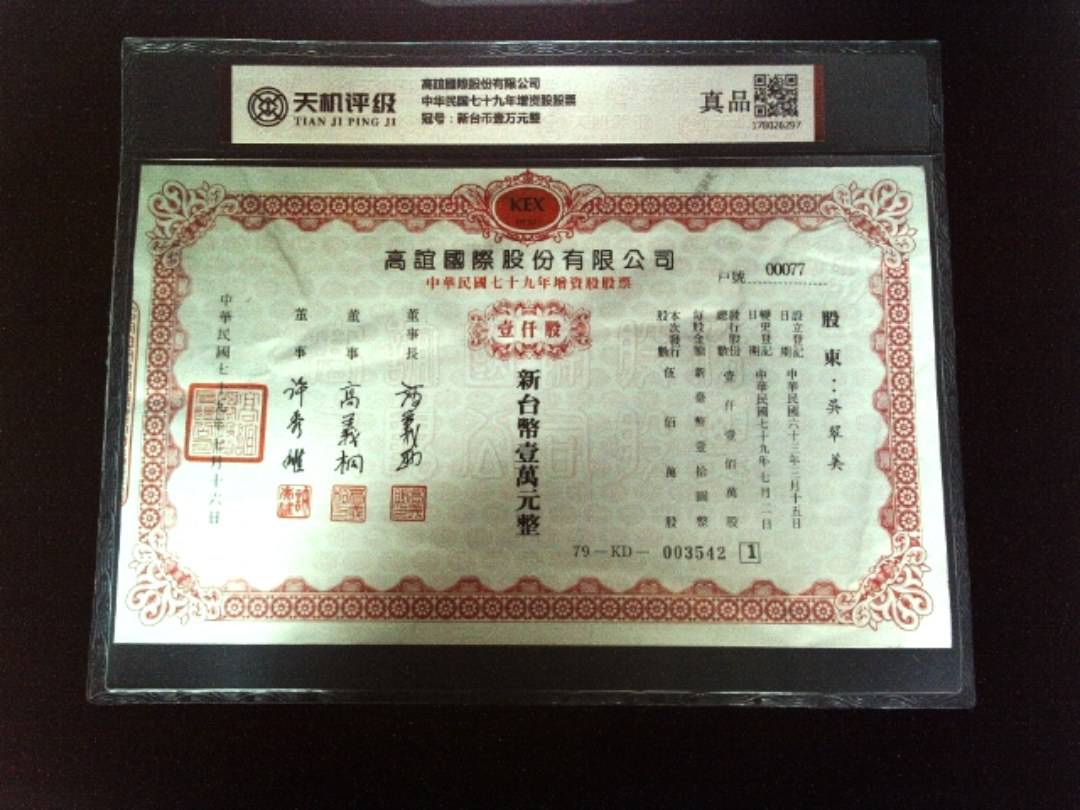 天机评级
TIAN JI PING JI
高誼國際股份有限公司
中华民國七十九年增资股股票
冠号：新台币壹万元整
真品
178026297
KEX
高誼國際股份有限公司
中華民國七十九年增資股股票
戶號 00077
壹仟股
股東：吳翠美
設立登記日期 中華民國六十三年三月十五日
變更登記日期 中華民國七十九年七月二日
發行股份總數 壹仟壹佰萬股
每股金額 新臺幣壹拾圓整
本次發行股數 伍佰萬股
新台幣壹萬元整
董事長
董事 高義桐
董事 許秀雄
中華民國七十九年七月十六日
79－KD－ 003542 1